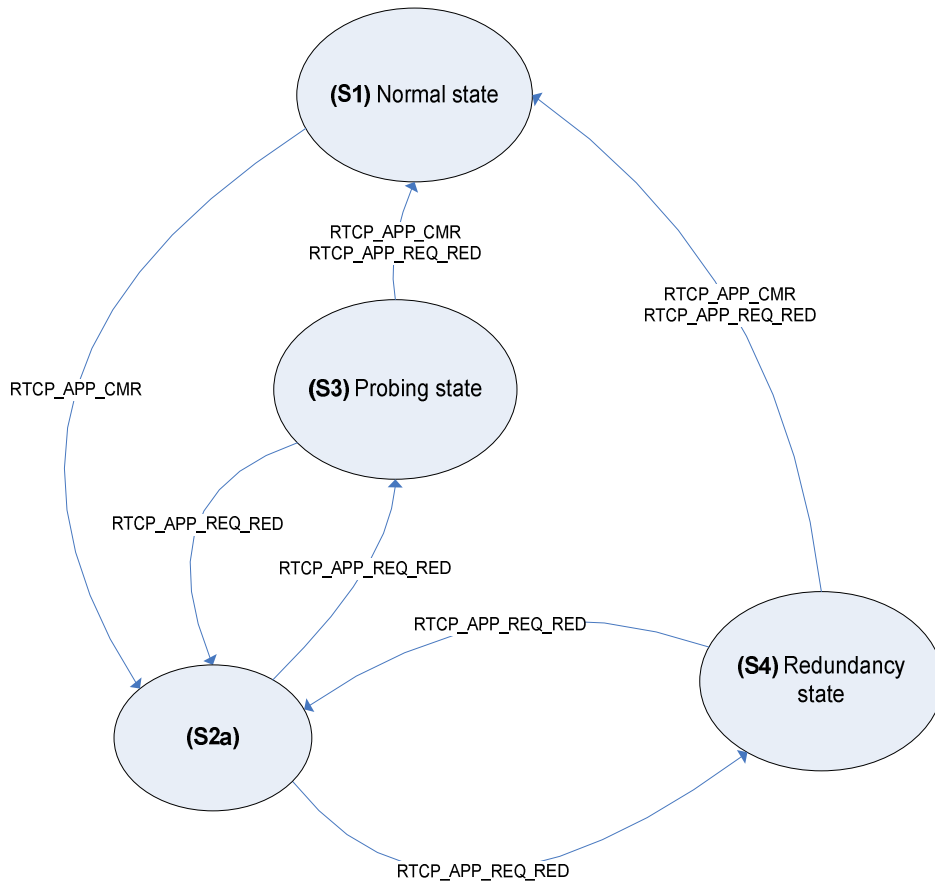 (S1) Normal state
RTCP_APP_CMR
RTCP_APP_REQ_RED
RTCP_APP_CMR
RTCP_APP_REQ_RED
(S3) Probing state
RTCP_APP_CMR
RTCP_APP_REQ_RED
RTCP_APP_REQ_RED
RTCP_APP_REQ_RED
(S4) Redundancy
state
(S2a)
RTCP_APP_REQ_RED